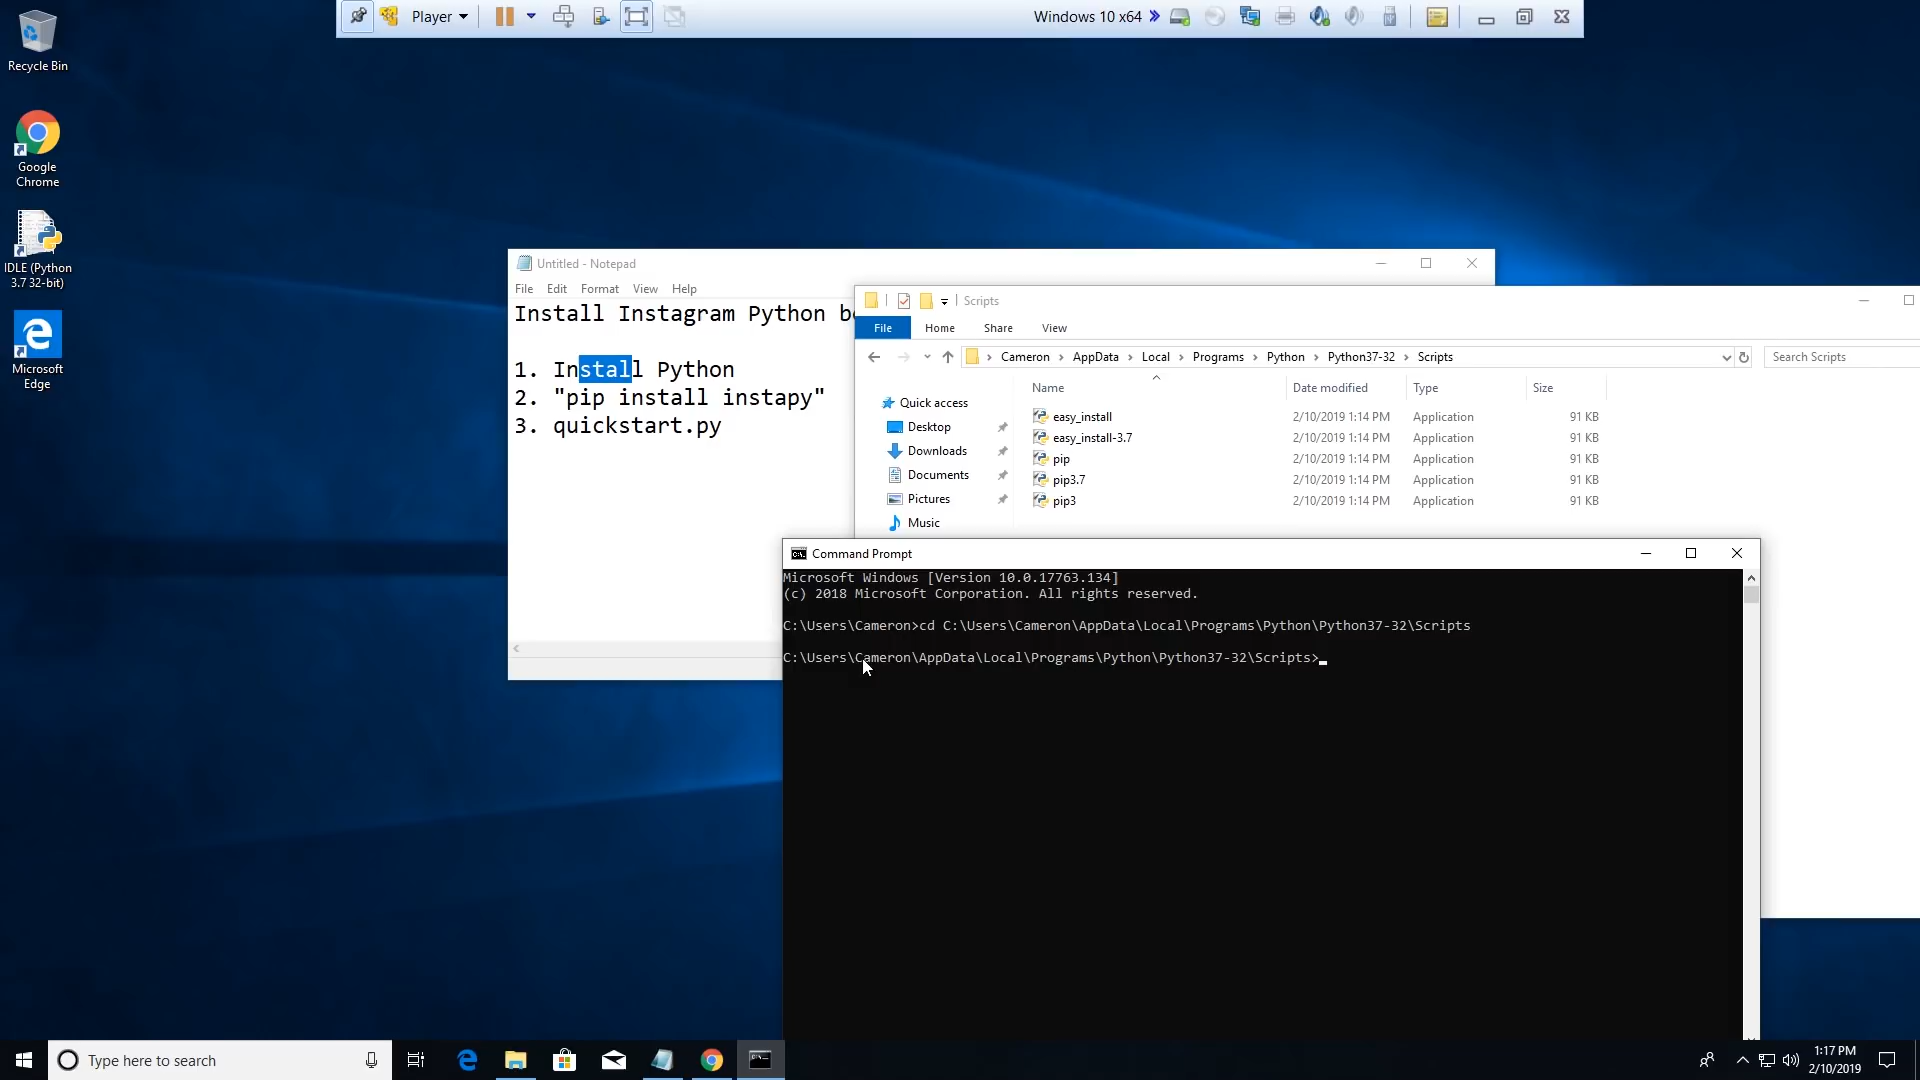 Player
Windows 10 x64
Recycle Bin
Google
Chrome
IDLE (Python
3.7 32-bit)
Microsoft
Edge
Untitled - Notepad
File Edit Format View Help
Install Instagram Python
1. Install Python
2. "pip install instapy"
3. quickstart.py
Scripts
File Home Share View
Cameron AppData Local Programs Python Python37-32 Scripts
Search Scripts
Name Date modified Type Size
Quick access
Desktop
Downloads
Documents
Pictures
Music
easy_install 2/10/2019 1:14 PM Application 91 KB
easy_install-3.7 2/10/2019 1:14 PM Application 91 KB
pip 2/10/2019 1:14 PM Application 91 KB
pip3.7 2/10/2019 1:14 PM Application 91 KB
pip3 2/10/2019 1:14 PM Application 91 KB
Command Prompt
Microsoft Windows [Version 10.0.17763.134]
(c) 2018 Microsoft Corporation. All rights reserved.
C:\Users\Cameron>cd C:\Users\Cameron\AppData\Local\Programs\Python\Python37-32\Scripts
C:\Users\Cameron\AppData\Local\Programs\Python\Python37-32\Scripts>
Type here to search
1:17 PM
2/10/2019